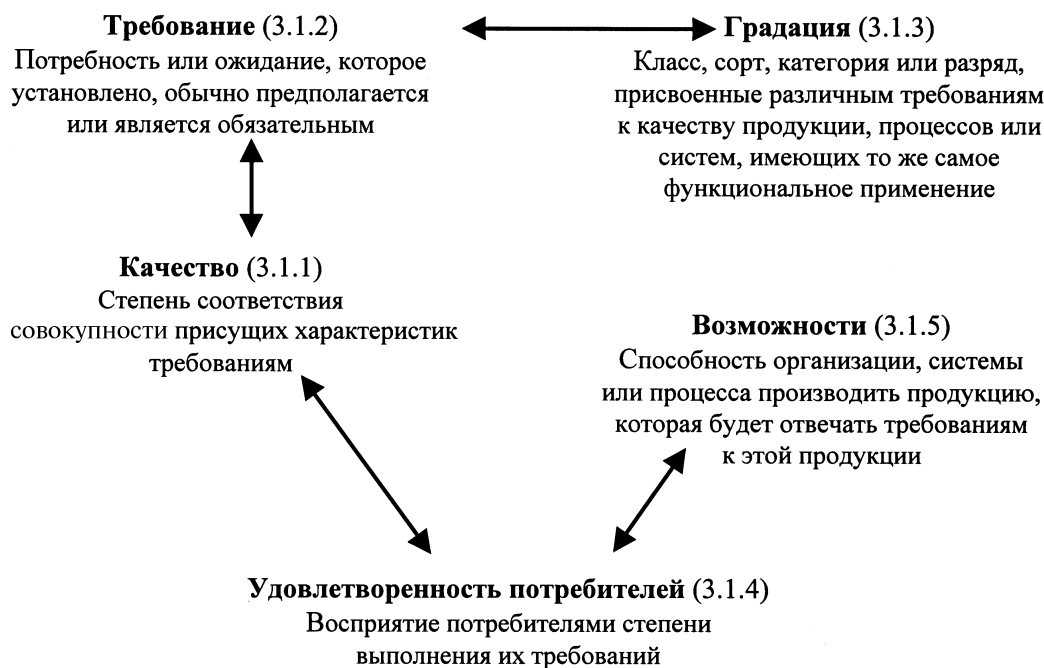 Требование (3.1.2)
Потребность или ожидание, которое
установлено, обычно предполагается
или является обязательным
Градация (3.1.3)
Класс, сорт, категория или разряд,
присвоенные различным требованиям
к качеству продукции, процессов или
систем, имеющих то же самое
функциональное применение
Качество (3.1.1)
Степень соответствия
совокупности присущих характеристик
требованиям
Возможности (3.1.5)
Способность организации, системы
или процесса производить продукцию,
которая будет отвечать требованиям
к этой продукции
Удовлетворенность потребителей (3.1.4)
Восприятие потребителями степени
выполнения их требований